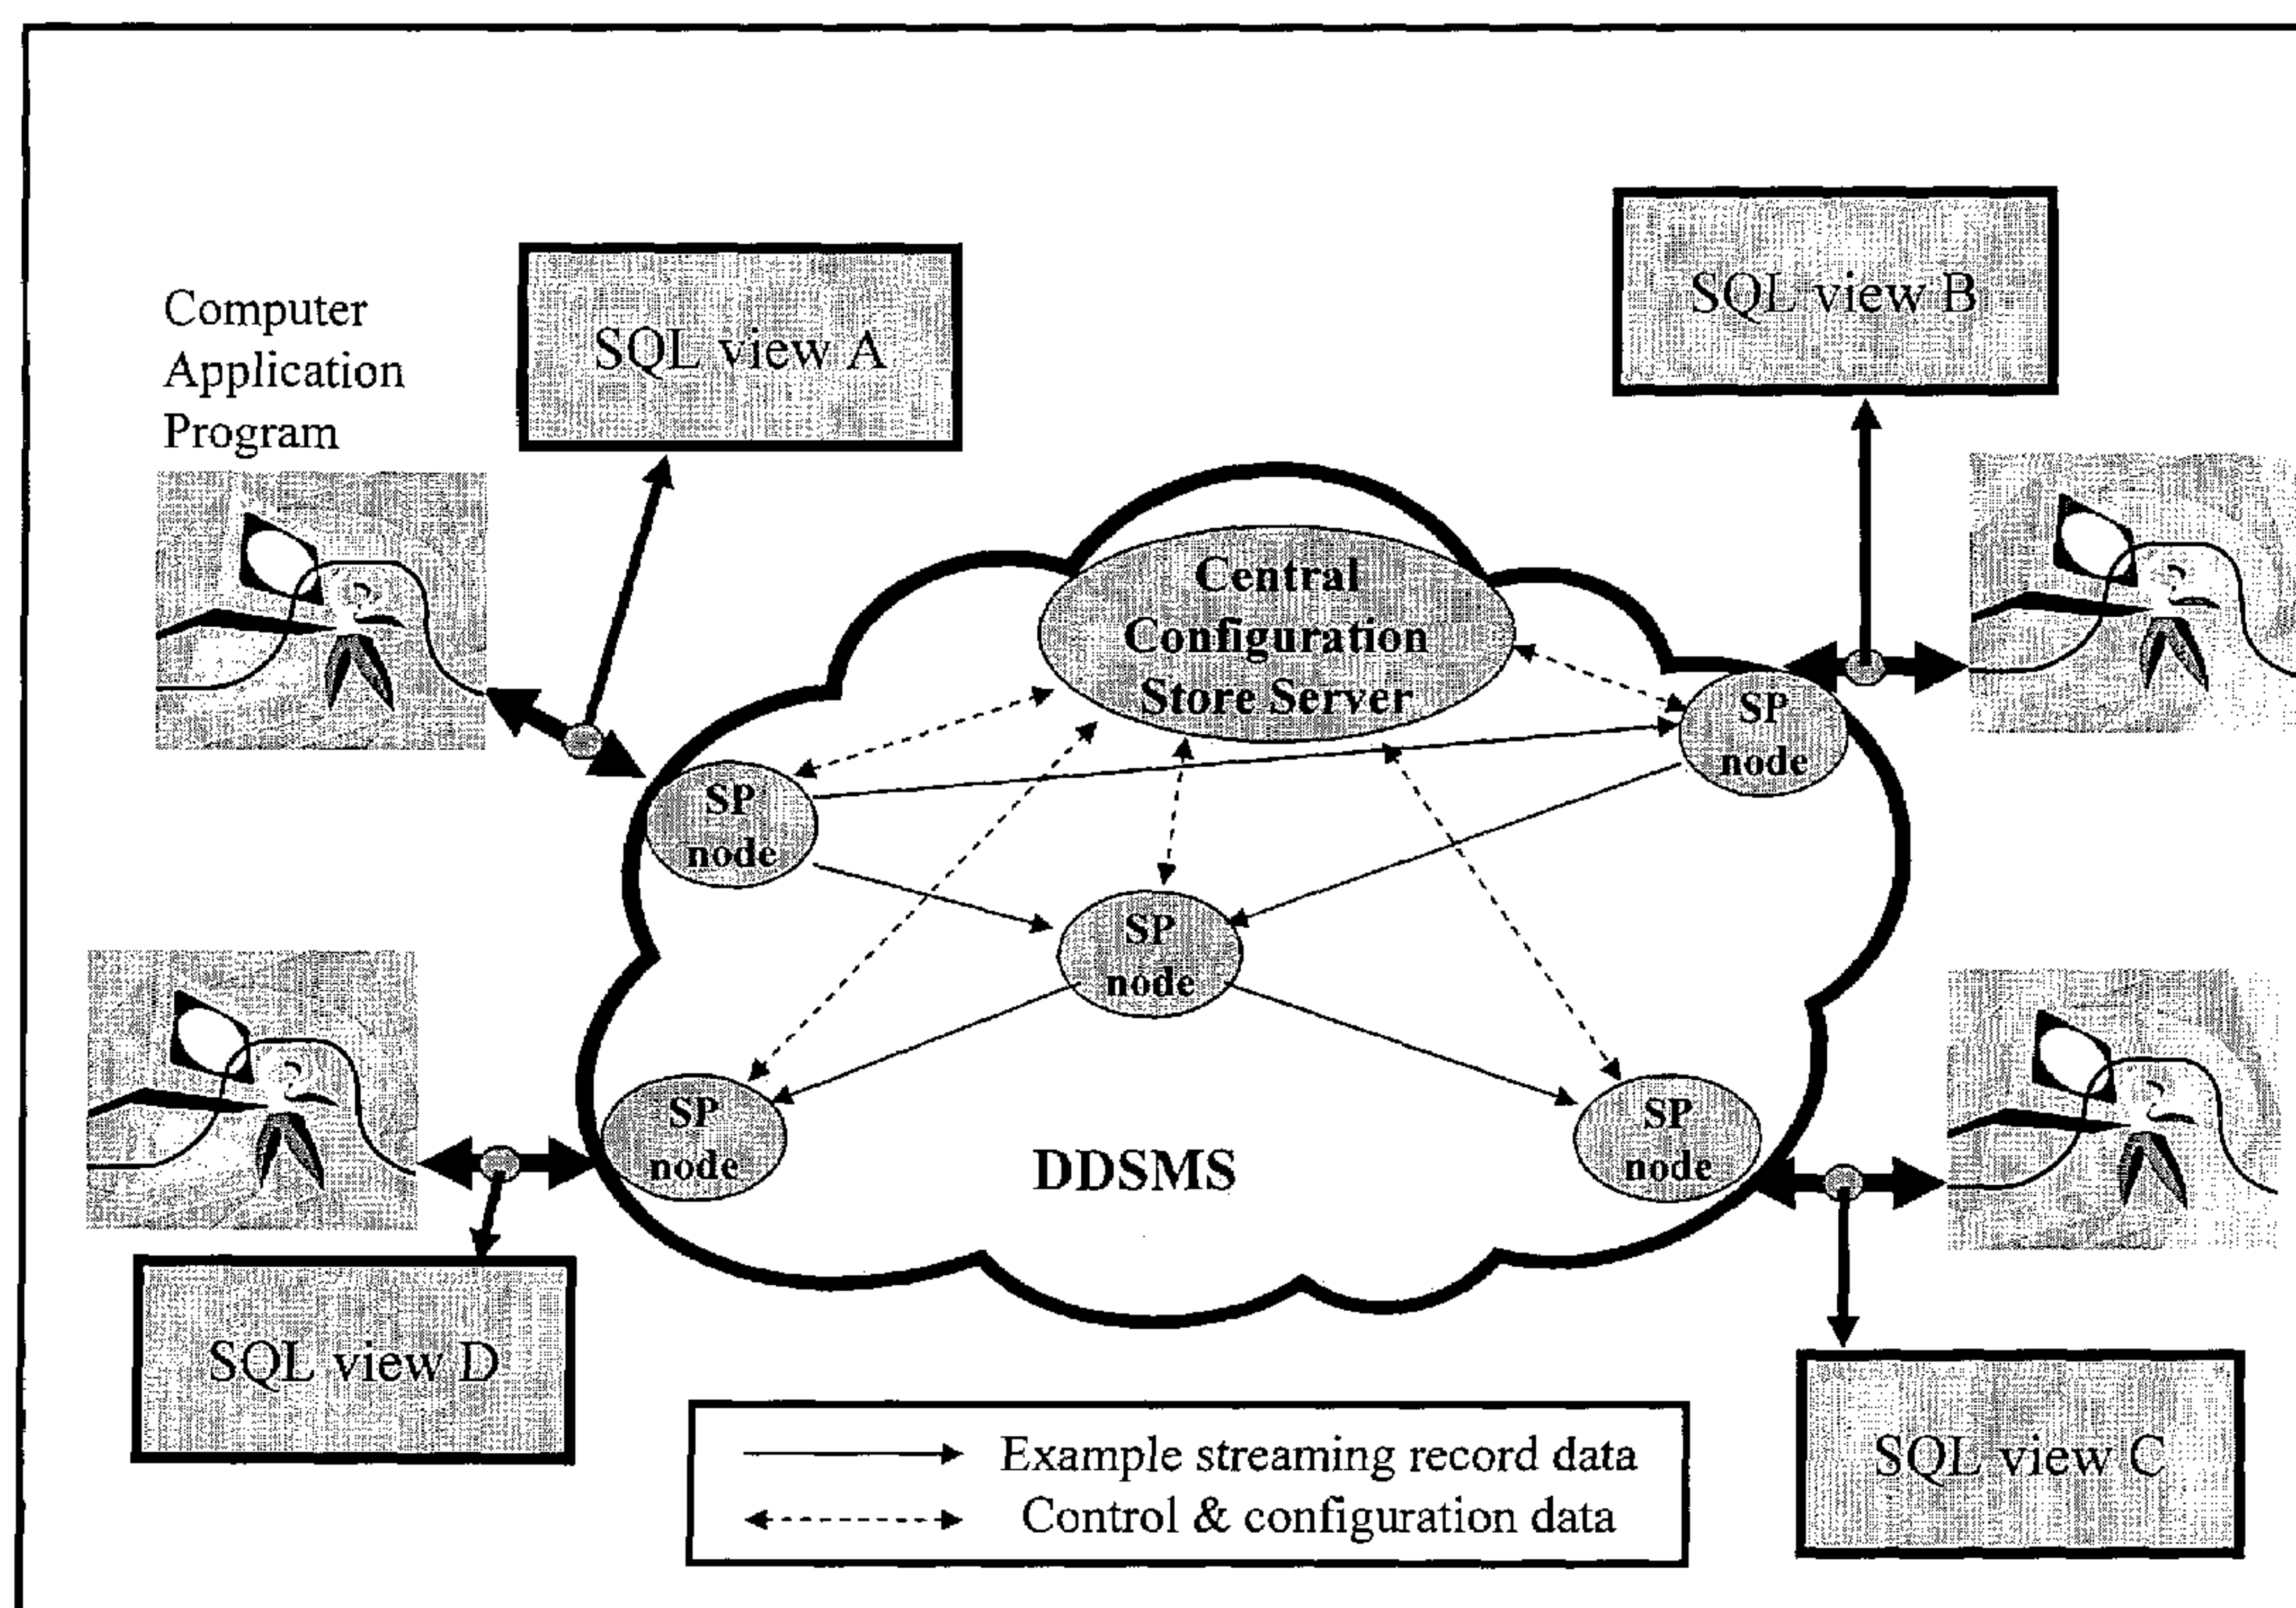 Computer
Application
Program
SQL view A
SQL view B
Central
Configuration
Store Server
SP
node
SP
node
SP
node
SP
node
SP
node
DDSMS
SQL view D
SQL view C
Example streaming record data
Control & configuration data